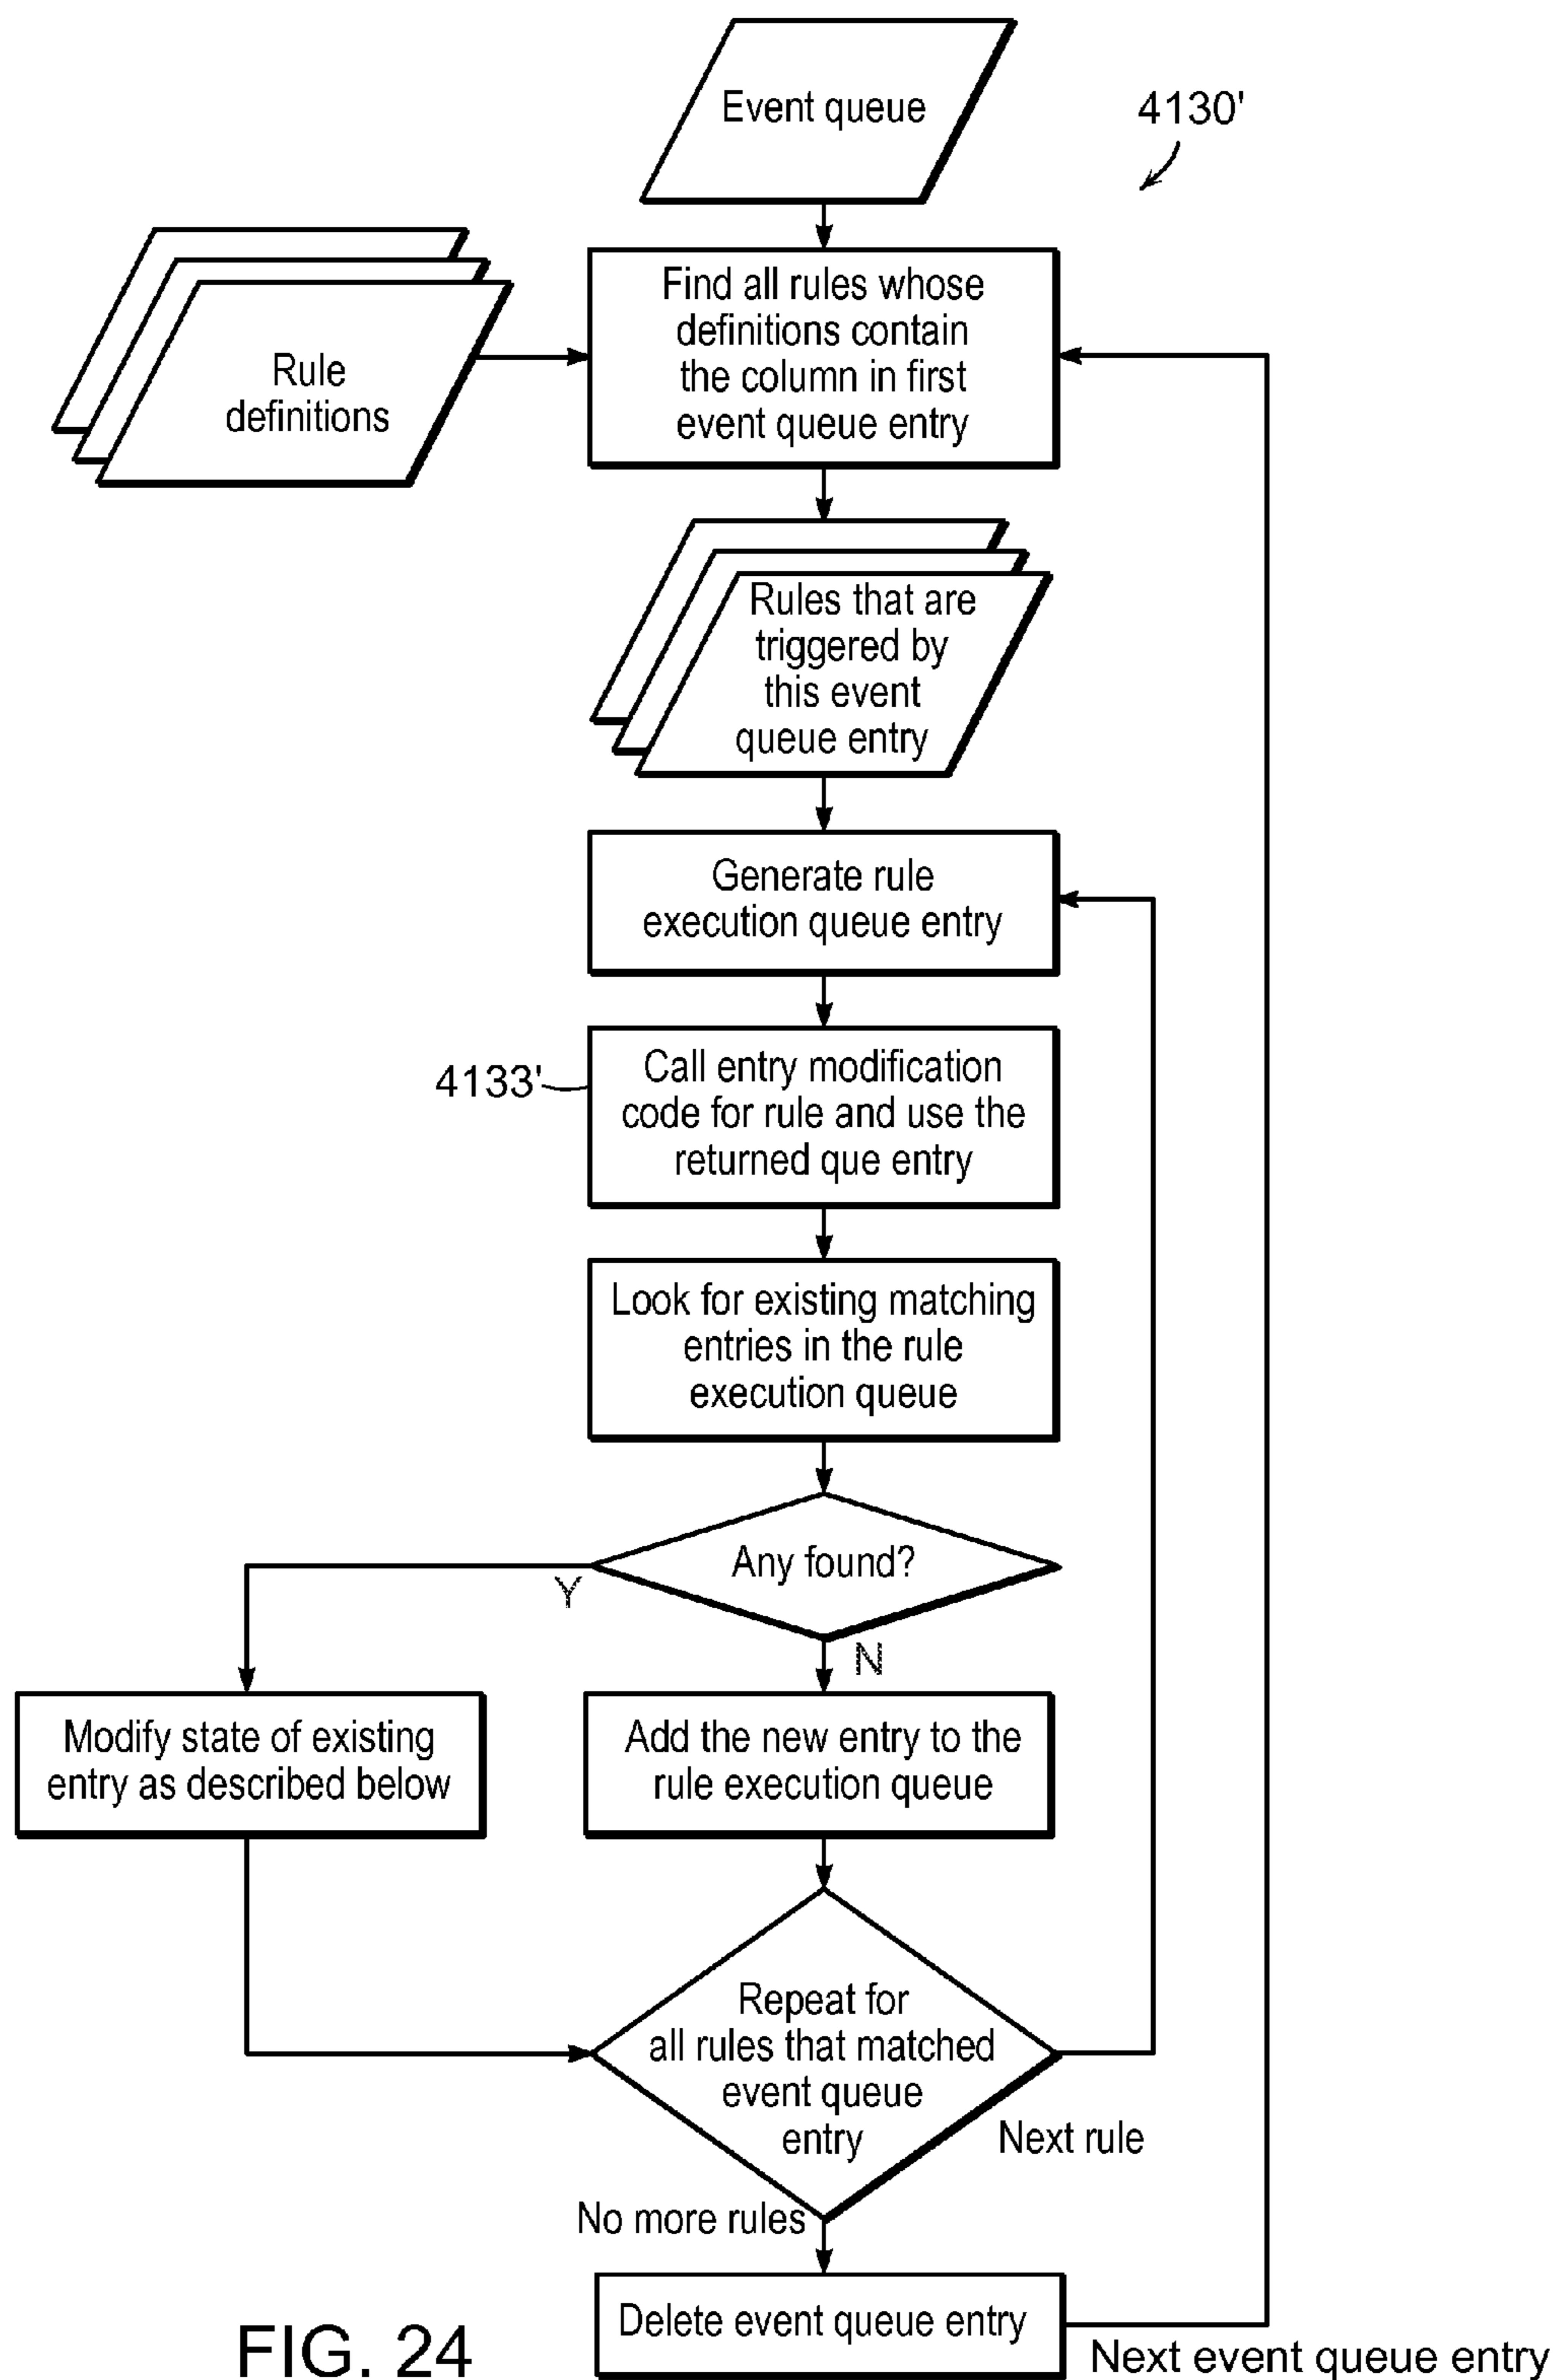 Event queue
4130'
Find all rules whose
definitions contain
the column in first
event queue entry
Rule
definitions
Rules that are
triggered by
this event
queue entry
Generate rule
execution queue entry
4133'
Call entry modification
code for rule and use the
returned que entry
Look for existing matching
entries in the rule
execution queue
Any found?
Y
N
Modify state of existing
entry as described below
Add the new entry to the
rule execution queue
Repeat for
all rules that matched
event queue
entry
Next rule
No more rules
Delete event queue entry
Next event queue entry
FIG. 24